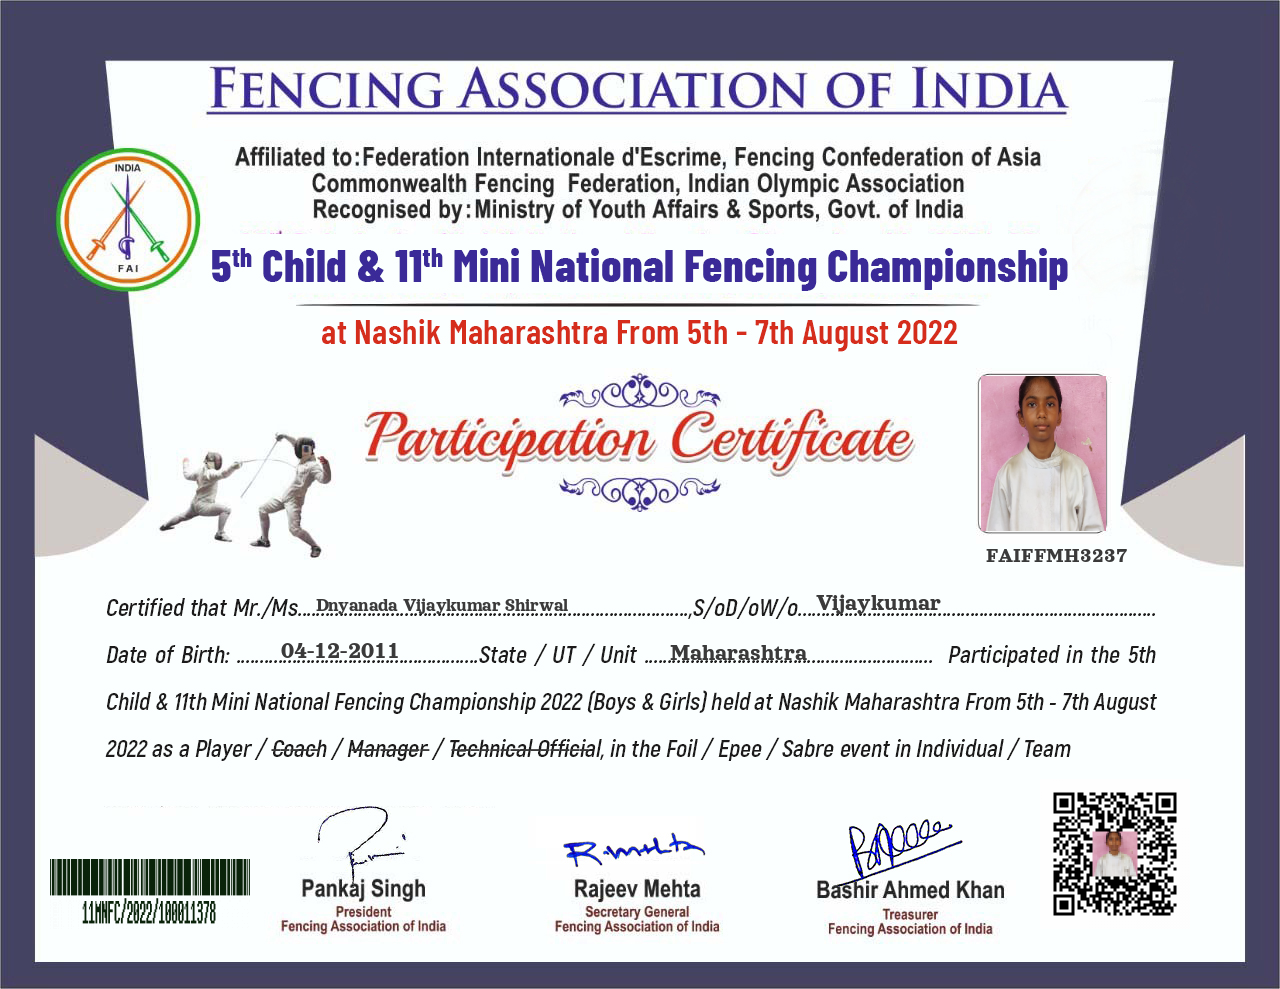 FENCING ASSOCIATION OF INDIA
Affiliated to:Federation Internationale d'Escrime, Fencing Confederation of Asia
Commonwealth Fencing Federation, Indian Olympic Association
Recognised by:Ministry of Youth Affairs & Sports, Govt. of India
INDIA
FAI
5th Child & 11th Mini National Fencing Championship
at Nashik Maharashtra From 5th - 7th August 2022
Participation Certificate
FAIFFMH3237
Certified that Mr./Ms....Dnyanada Vijaykumar Shirwal...,S/oD/oW/o....Vijaykumar...
Date of Birth: ...04-12-2011...State / UT / Unit ...Maharashtra... Participated in the 5th
Child & 11th Mini National Fencing Championship 2022 (Boys & Girls) held at Nashik Maharashtra From 5th - 7th August
2022 as a Player / Coach / Manager / Technical Official, in the Foil / Epee / Sabre event in Individual / Team
R.mehta
Pankaj Singh Rajeev Mehta Bashir Ahmed Khan
President Secretary General Treasurer
Fencing Association of India Fencing Association of India Fencing Association of India
11MNFC/2022/100011378